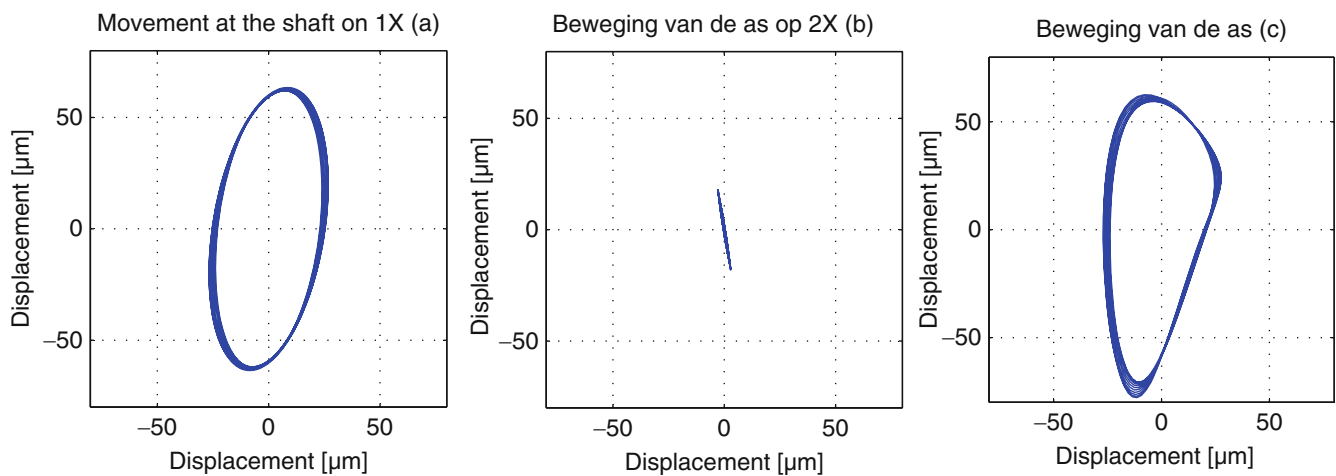 Movement at the shaft on 1X (a)
Displacement [µm]
50
0
−50
−50
0
50
Displacement [µm]
Beweging van de as op 2X (b)
Displacement [µm]
50
0
−50
−50
0
50
Displacement [µm]
Beweging van de as (c)
Displacement [µm]
50
0
−50
−50
0
50
Displacement [µm]